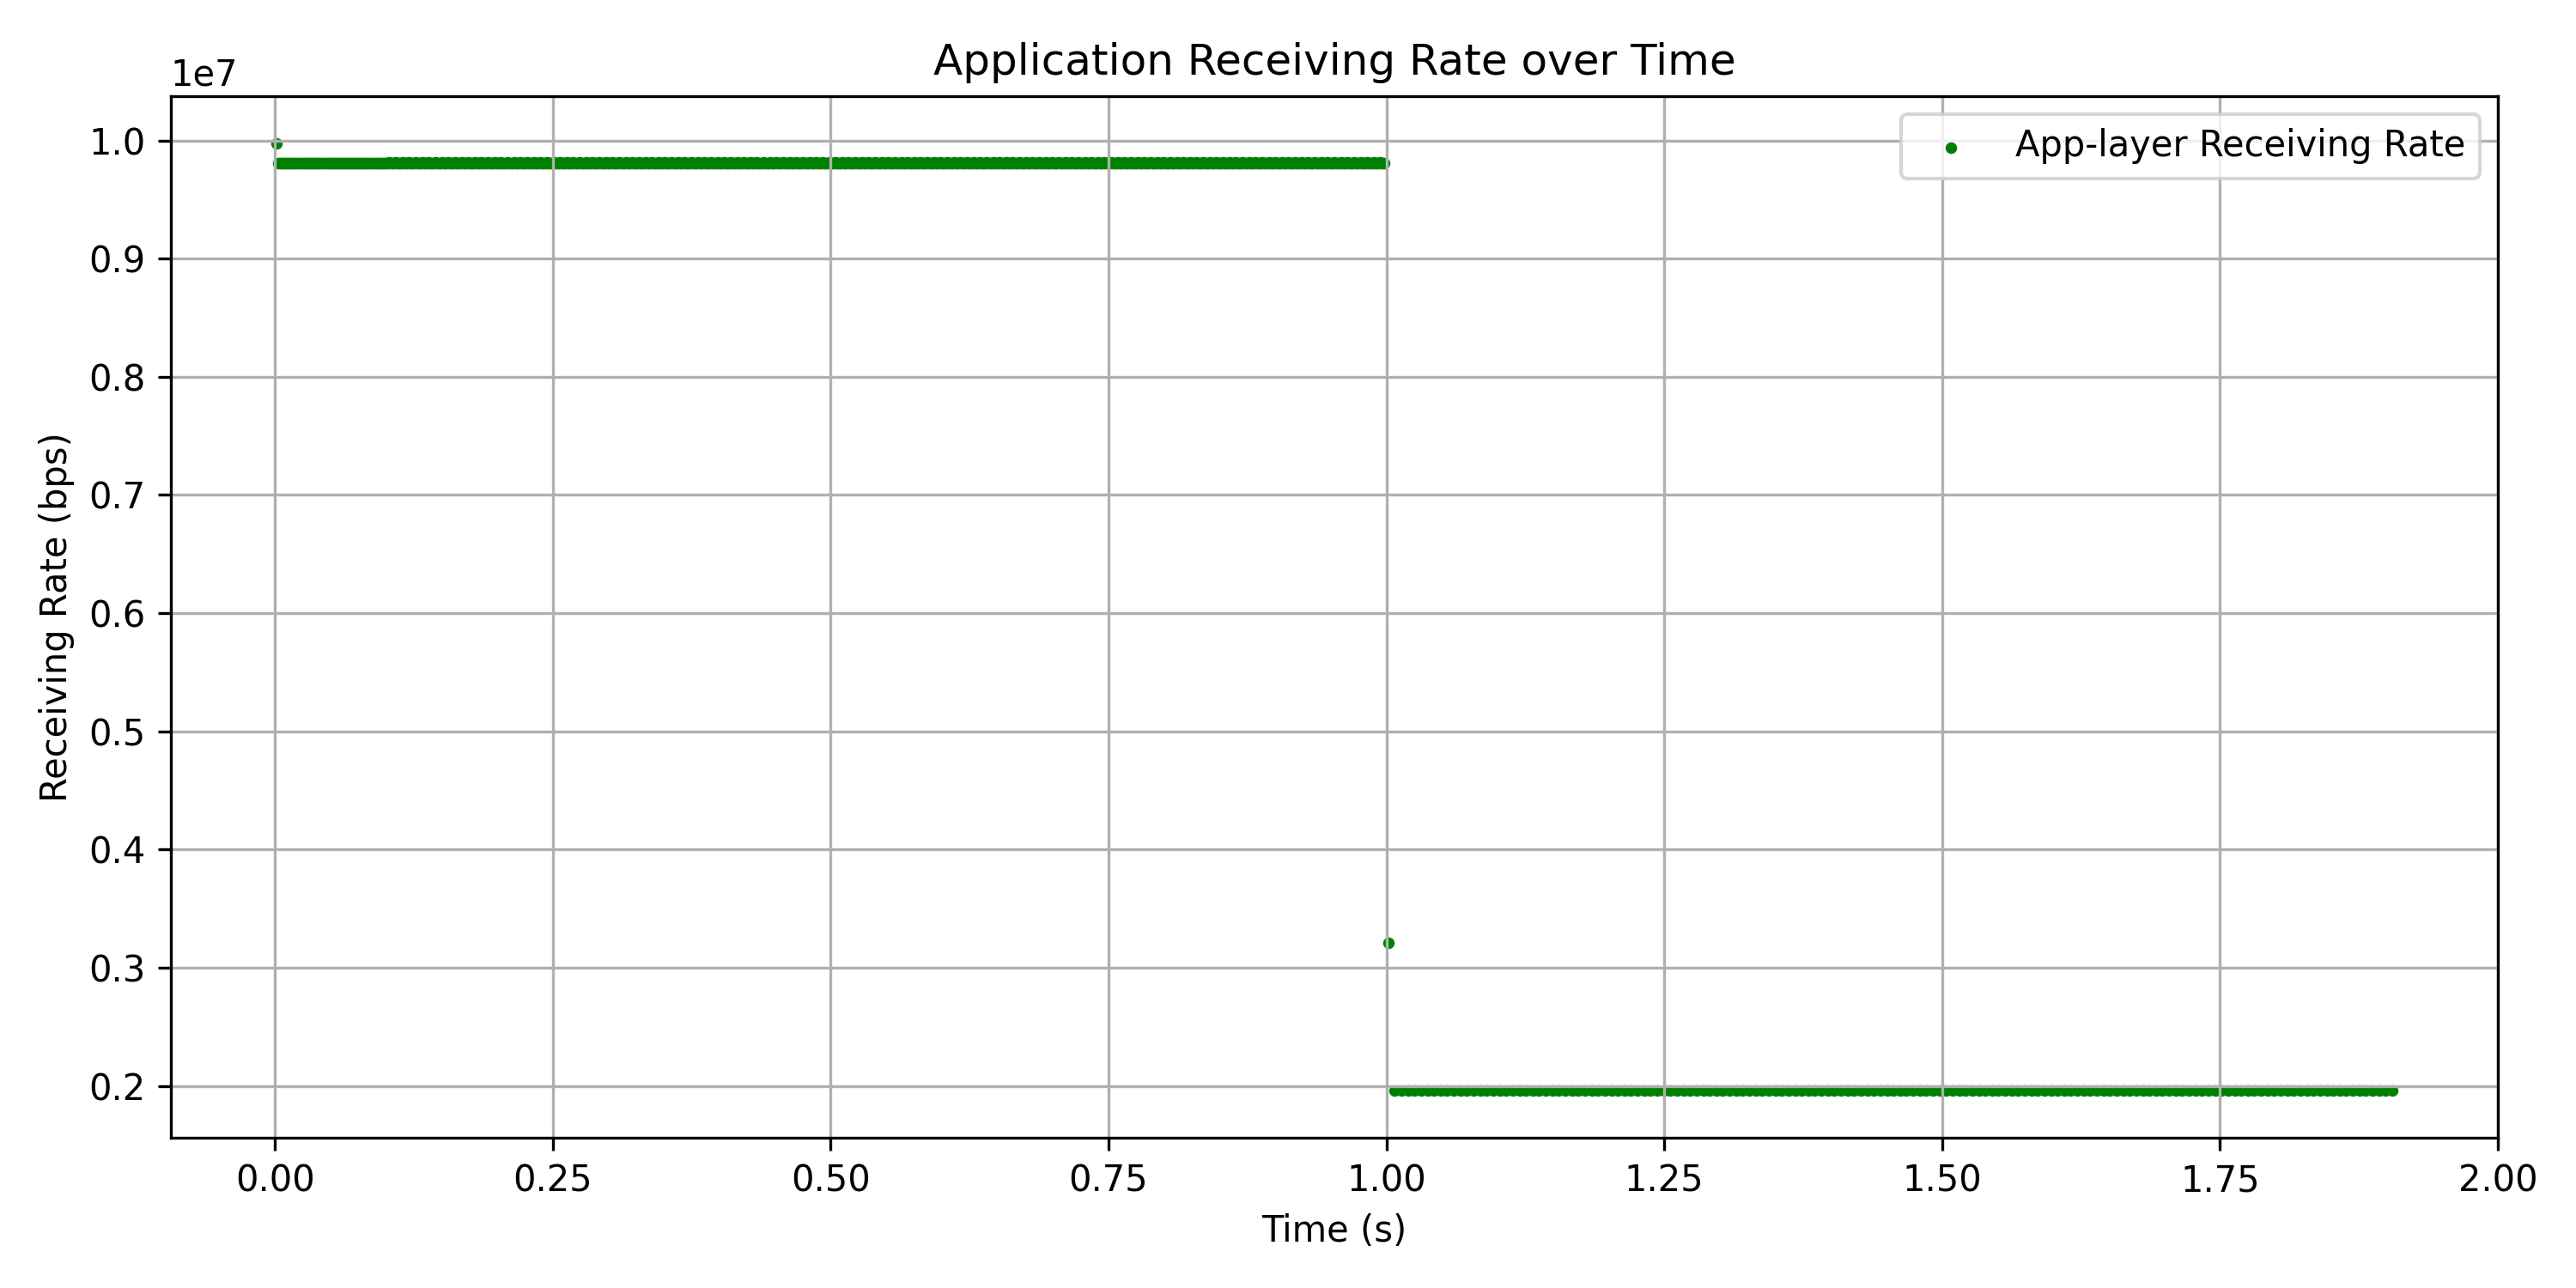 Application Receiving Rate over Time
1e7
App-layer Receiving Rate
1.0
0.9
0.8
0.7
0.6
0.5
0.4
0.3
0.2
Receiving Rate (bps)
0.00 0.25 0.50 0.75 1.00 1.25 1.50 1.75 2.00
Time (s)